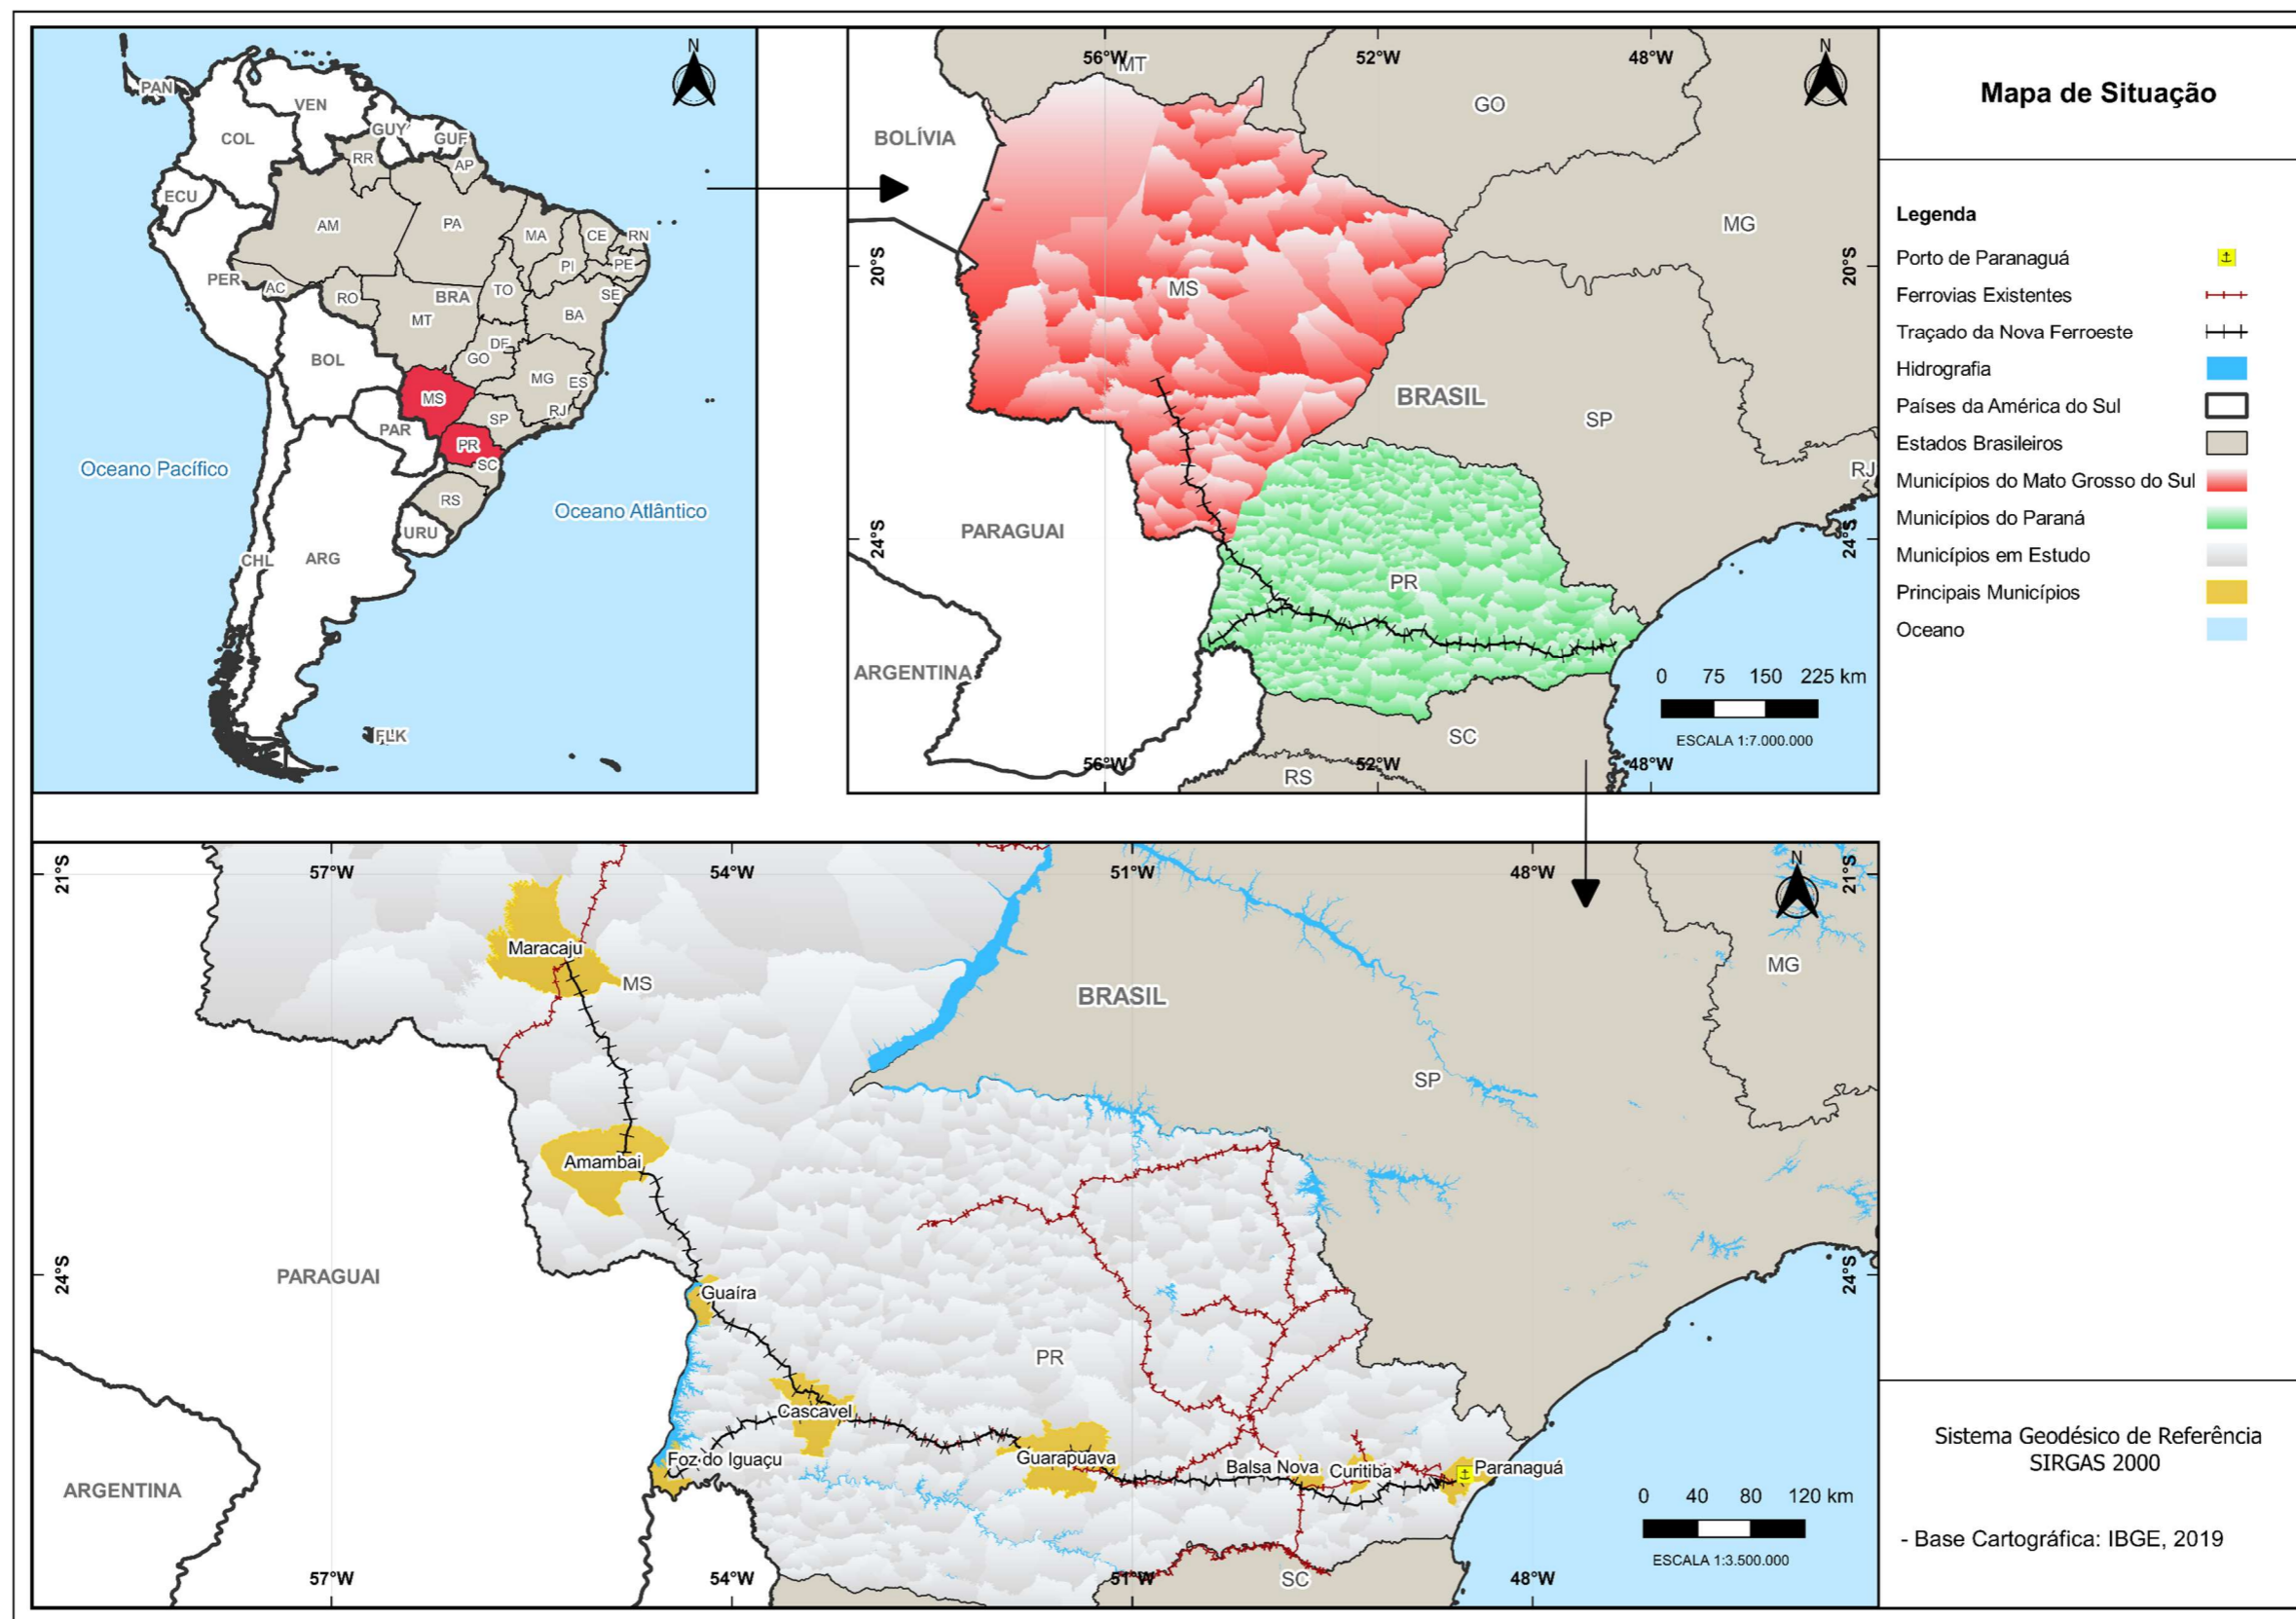 N
PAN
VEN
COL
GUY
GUF
RR
AP
ECU
AM
PA
MA
CE
RN
PI
PE
PER
AC
RO
BRA
TO
SE
MT
BA
DF
GO
BOL
MG
ES
MS
RJ
SP
PAR
PR
SC
Oceano Pacífico
RS
Oceano Atlântico
URU
CHL
ARG
FLK
56°W
52°W
48°W
N
MT
GO
BOLÍVIA
MG
20°S
20°S
MS
BRASIL
SP
RJ
PARAGUAI
24°S
24°S
PR
ARGENTINA
0 75 150 225 km
ESCALA 1:7.000.000
SC
RS
56°W
52°W
48°W
Mapa de Situação
Legenda
Porto de Paranaguá
Ferrovias Existentes
Traçado da Nova Ferroeste
Hidrografia
Países da América do Sul
Estados Brasileiros
Municípios do Mato Grosso do Sul
Municípios do Paraná
Municípios em Estudo
Principais Municípios
Oceano
57°W
54°W
51°W
48°W
N
21°S
21°S
Maracaju
MS
BRASIL
MG
SP
Amambai
PARAGUAI
24°S
24°S
Guaíra
PR
Cascavel
Foz do Iguaçu
Guarapuava
Balsa Nova
Curitiba
Paranaguá
ARGENTINA
0 40 80 120 km
ESCALA 1:3.500.000
SC
57°W
54°W
51°W
48°W
Sistema Geodésico de Referência
SIRGAS 2000
- Base Cartográfica: IBGE, 2019